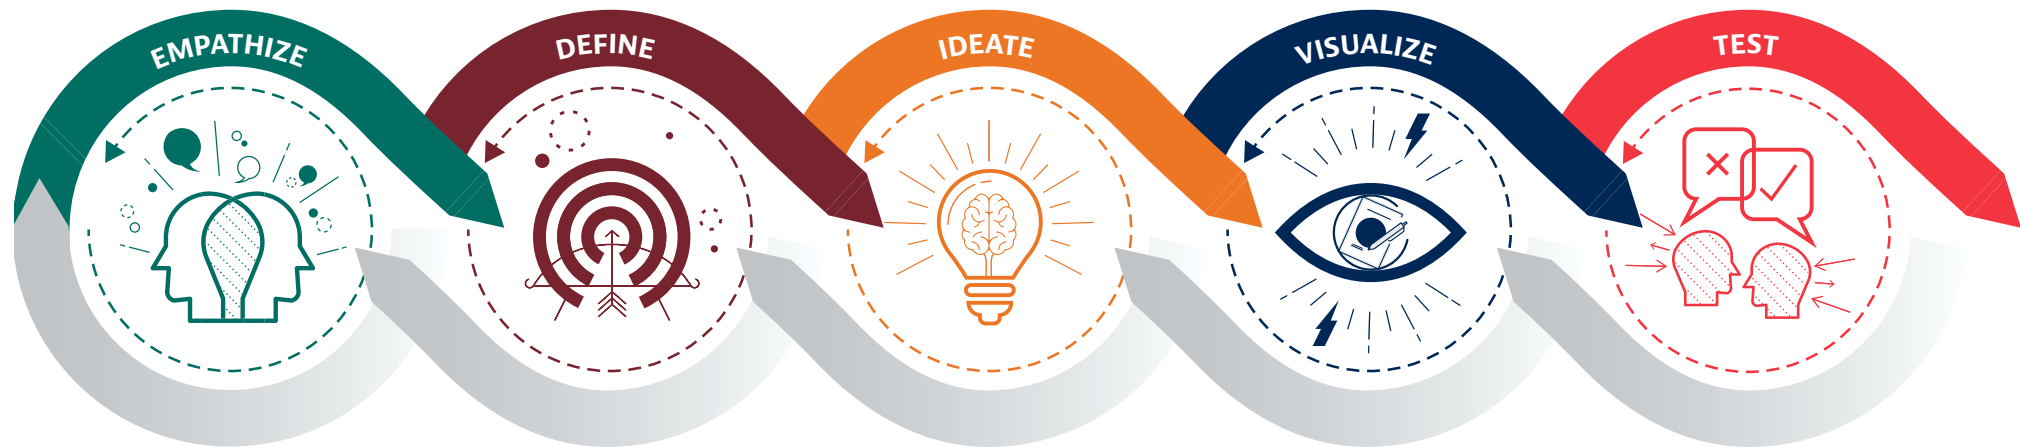 EMPATHIZE
DEFINE
IDEATE
VISUALIZE
TEST